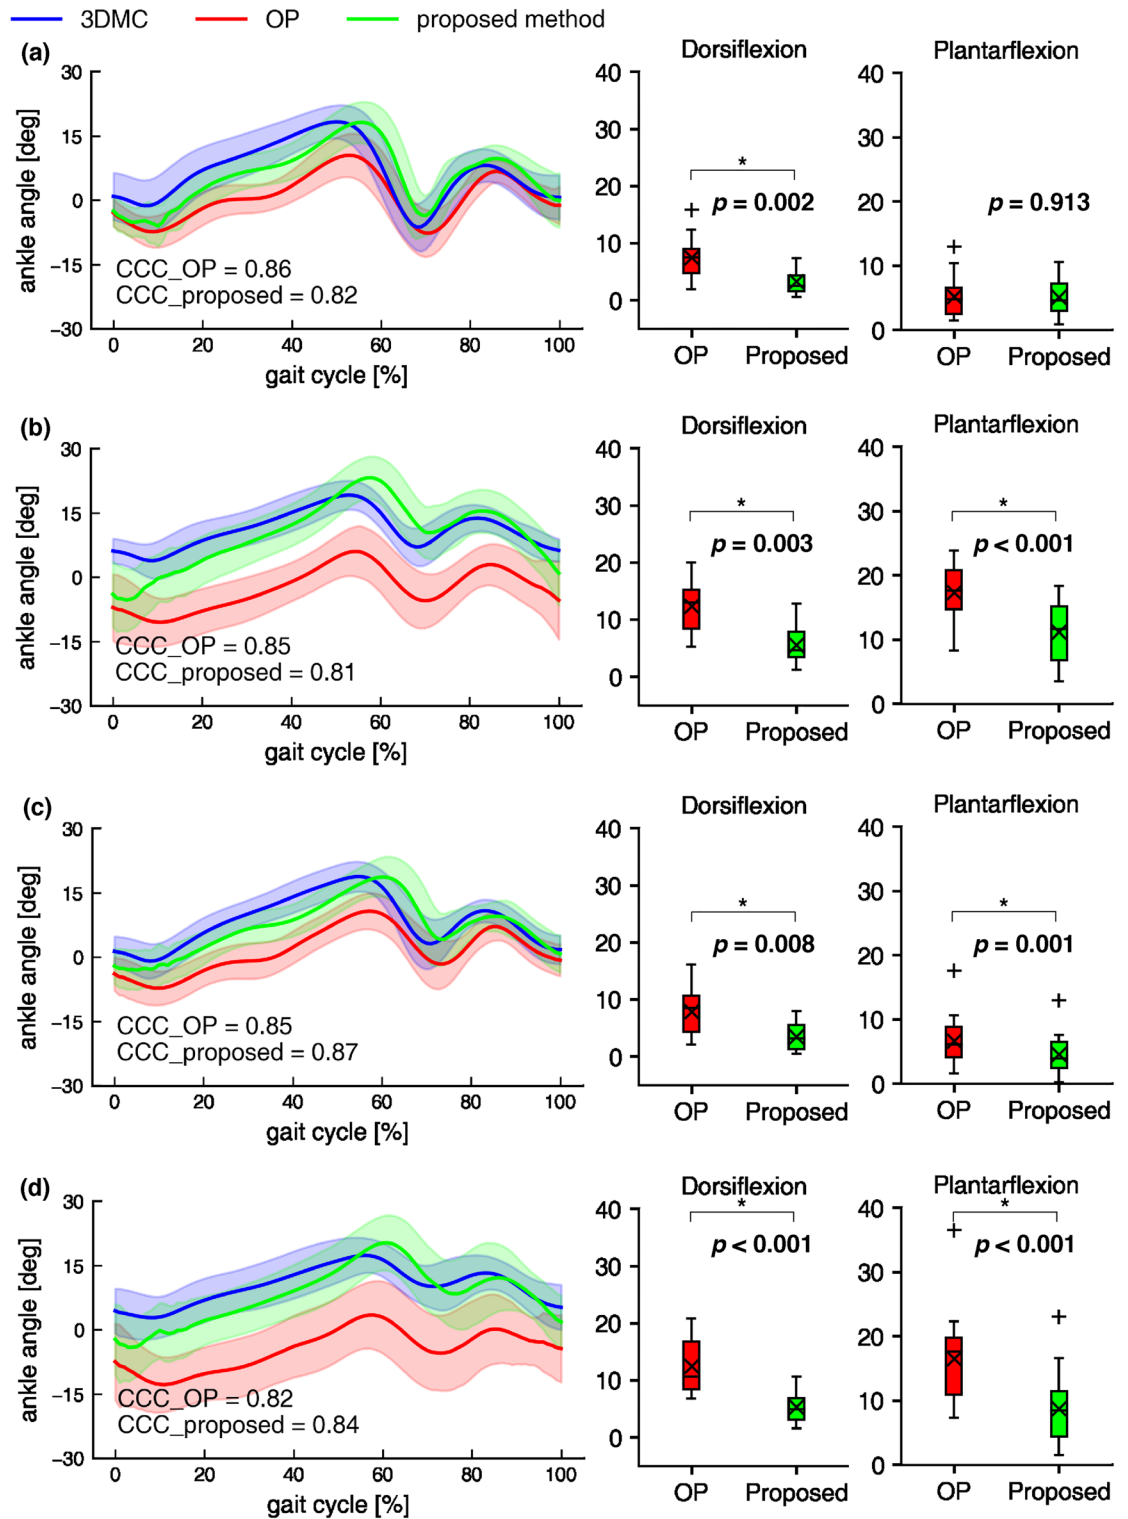 3DMC OP proposed method
(a)
Dorsiflexion Plantarflexion
30
15
0
−15
−30
ankle angle [deg]
CCC_OP = 0.86
CCC_proposed = 0.82
0 20 40 60 80 100
gait cycle [%]
40
30
20
10
0
*
p = 0.002
OP Proposed
40
30
20
10
0
p = 0.913
OP Proposed
(b)
Dorsiflexion Plantarflexion
30
15
0
−15
−30
ankle angle [deg]
CCC_OP = 0.85
CCC_proposed = 0.81
0 20 40 60 80 100
gait cycle [%]
40
30
20
10
0
*
p = 0.003
OP Proposed
40
30
20
10
0
*
p < 0.001
OP Proposed
(c)
Dorsiflexion Plantarflexion
30
15
0
−15
−30
ankle angle [deg]
CCC_OP = 0.85
CCC_proposed = 0.87
0 20 40 60 80 100
gait cycle [%]
40
30
20
10
0
*
p = 0.008
OP Proposed
40
30
20
10
0
*
p = 0.001
OP Proposed
(d)
Dorsiflexion Plantarflexion
30
15
0
−15
−30
ankle angle [deg]
CCC_OP = 0.82
CCC_proposed = 0.84
0 20 40 60 80 100
gait cycle [%]
40
30
20
10
0
*
p < 0.001
OP Proposed
40
30
20
10
0
*
p < 0.001
OP Proposed